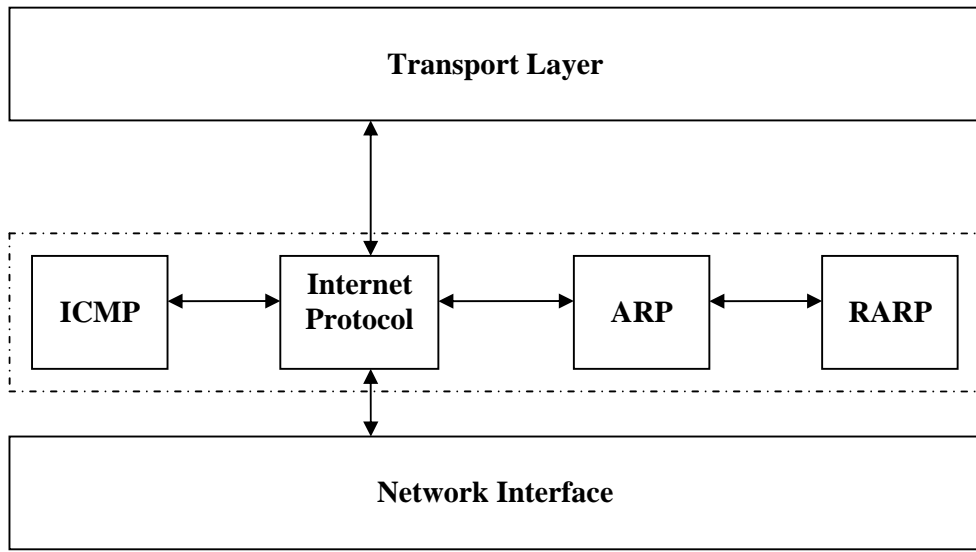 Transport Layer
ICMP
Internet
Protocol
ARP
RARP
Network Interface